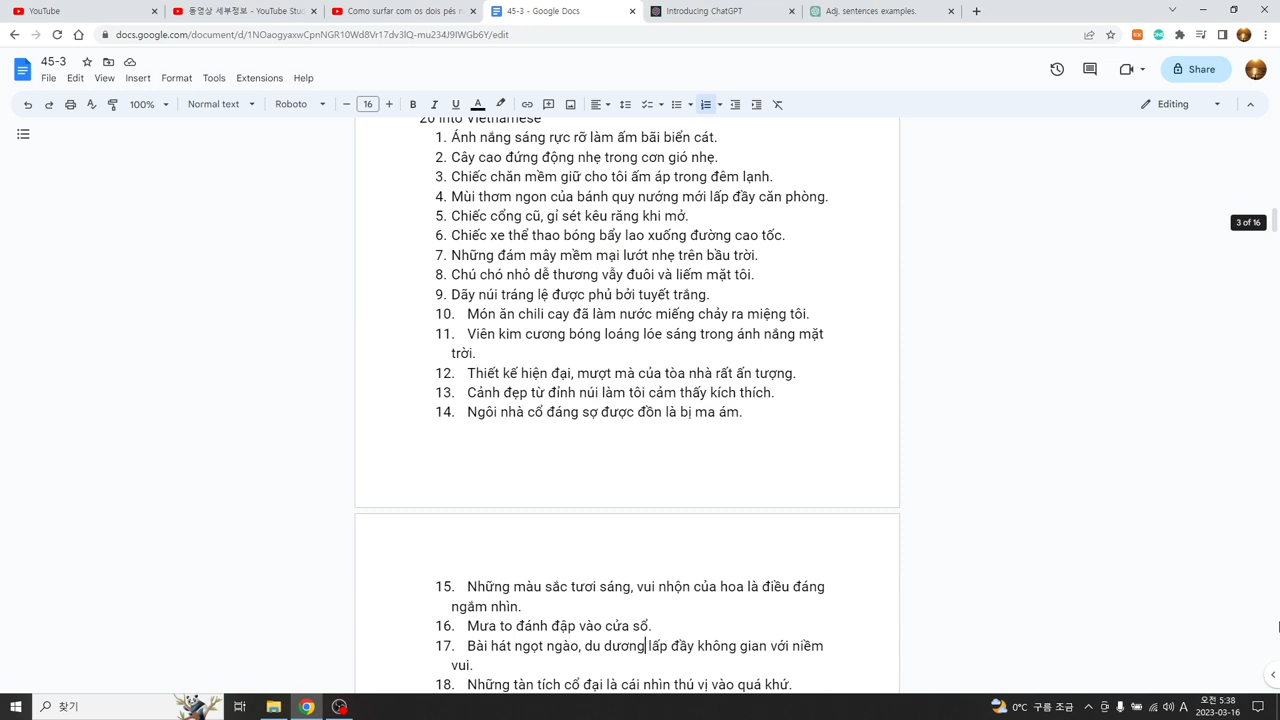 YouTube
동영상 세부정보 - YouTube Stu
Como surfar com os dois pés n
45-3 - Google Docs
Introducing ChatGPT
Adj. sentences examples.
docs.google.com/document/d/1NOaogyaxwCpnNGR10Wd8Vr17dv3lQ-mu234J9IWGb6Y/edit
45-3
File Edit View Insert Format Tools Extensions Help
Share
100% Normal text Roboto 16 Editing
20 into Vietnamese
1. Ánh nắng sáng rực rỡ làm ấm bãi biển cát.
2. Cây cao đứng động nhẹ trong cơn gió nhẹ.
3. Chiếc chăn mềm giữ cho tôi ấm áp trong đêm lạnh.
4. Mùi thơm ngon của bánh quy nướng mới lấp đầy căn phòng.
5. Chiếc cổng cũ, gỉ sét kêu răng khi mở.
6. Chiếc xe thể thao bóng bẩy lao xuống đường cao tốc.
3 of 16
7. Những đám mây mềm mại lướt nhẹ trên bầu trời.
8. Chú chó nhỏ dễ thương vẫy đuôi và liếm mặt tôi.
9. Dãy núi tráng lệ được phủ bởi tuyết trắng.
10. Món ăn chili cay đã làm nước miếng chảy ra miệng tôi.
11. Viên kim cương bóng loáng lóe sáng trong ánh nắng mặt
trời.
12. Thiết kế hiện đại, mượt mà của tòa nhà rất ấn tượng.
13. Cảnh đẹp từ đỉnh núi làm tôi cảm thấy kích thích.
14. Ngôi nhà cổ đáng sợ được đồn là bị ma ám.
15. Những màu sắc tươi sáng, vui nhộn của hoa là điều đáng
ngắm nhìn.
16. Mưa to đánh đập vào cửa sổ.
17. Bài hát ngọt ngào, du dương lấp đầy không gian với niềm
vui.
18. Những tàn tích cổ đại là cái nhìn thú vị vào quá khứ.
찾기
0°C 구름 조금
A
오전 5:38
2023-03-16